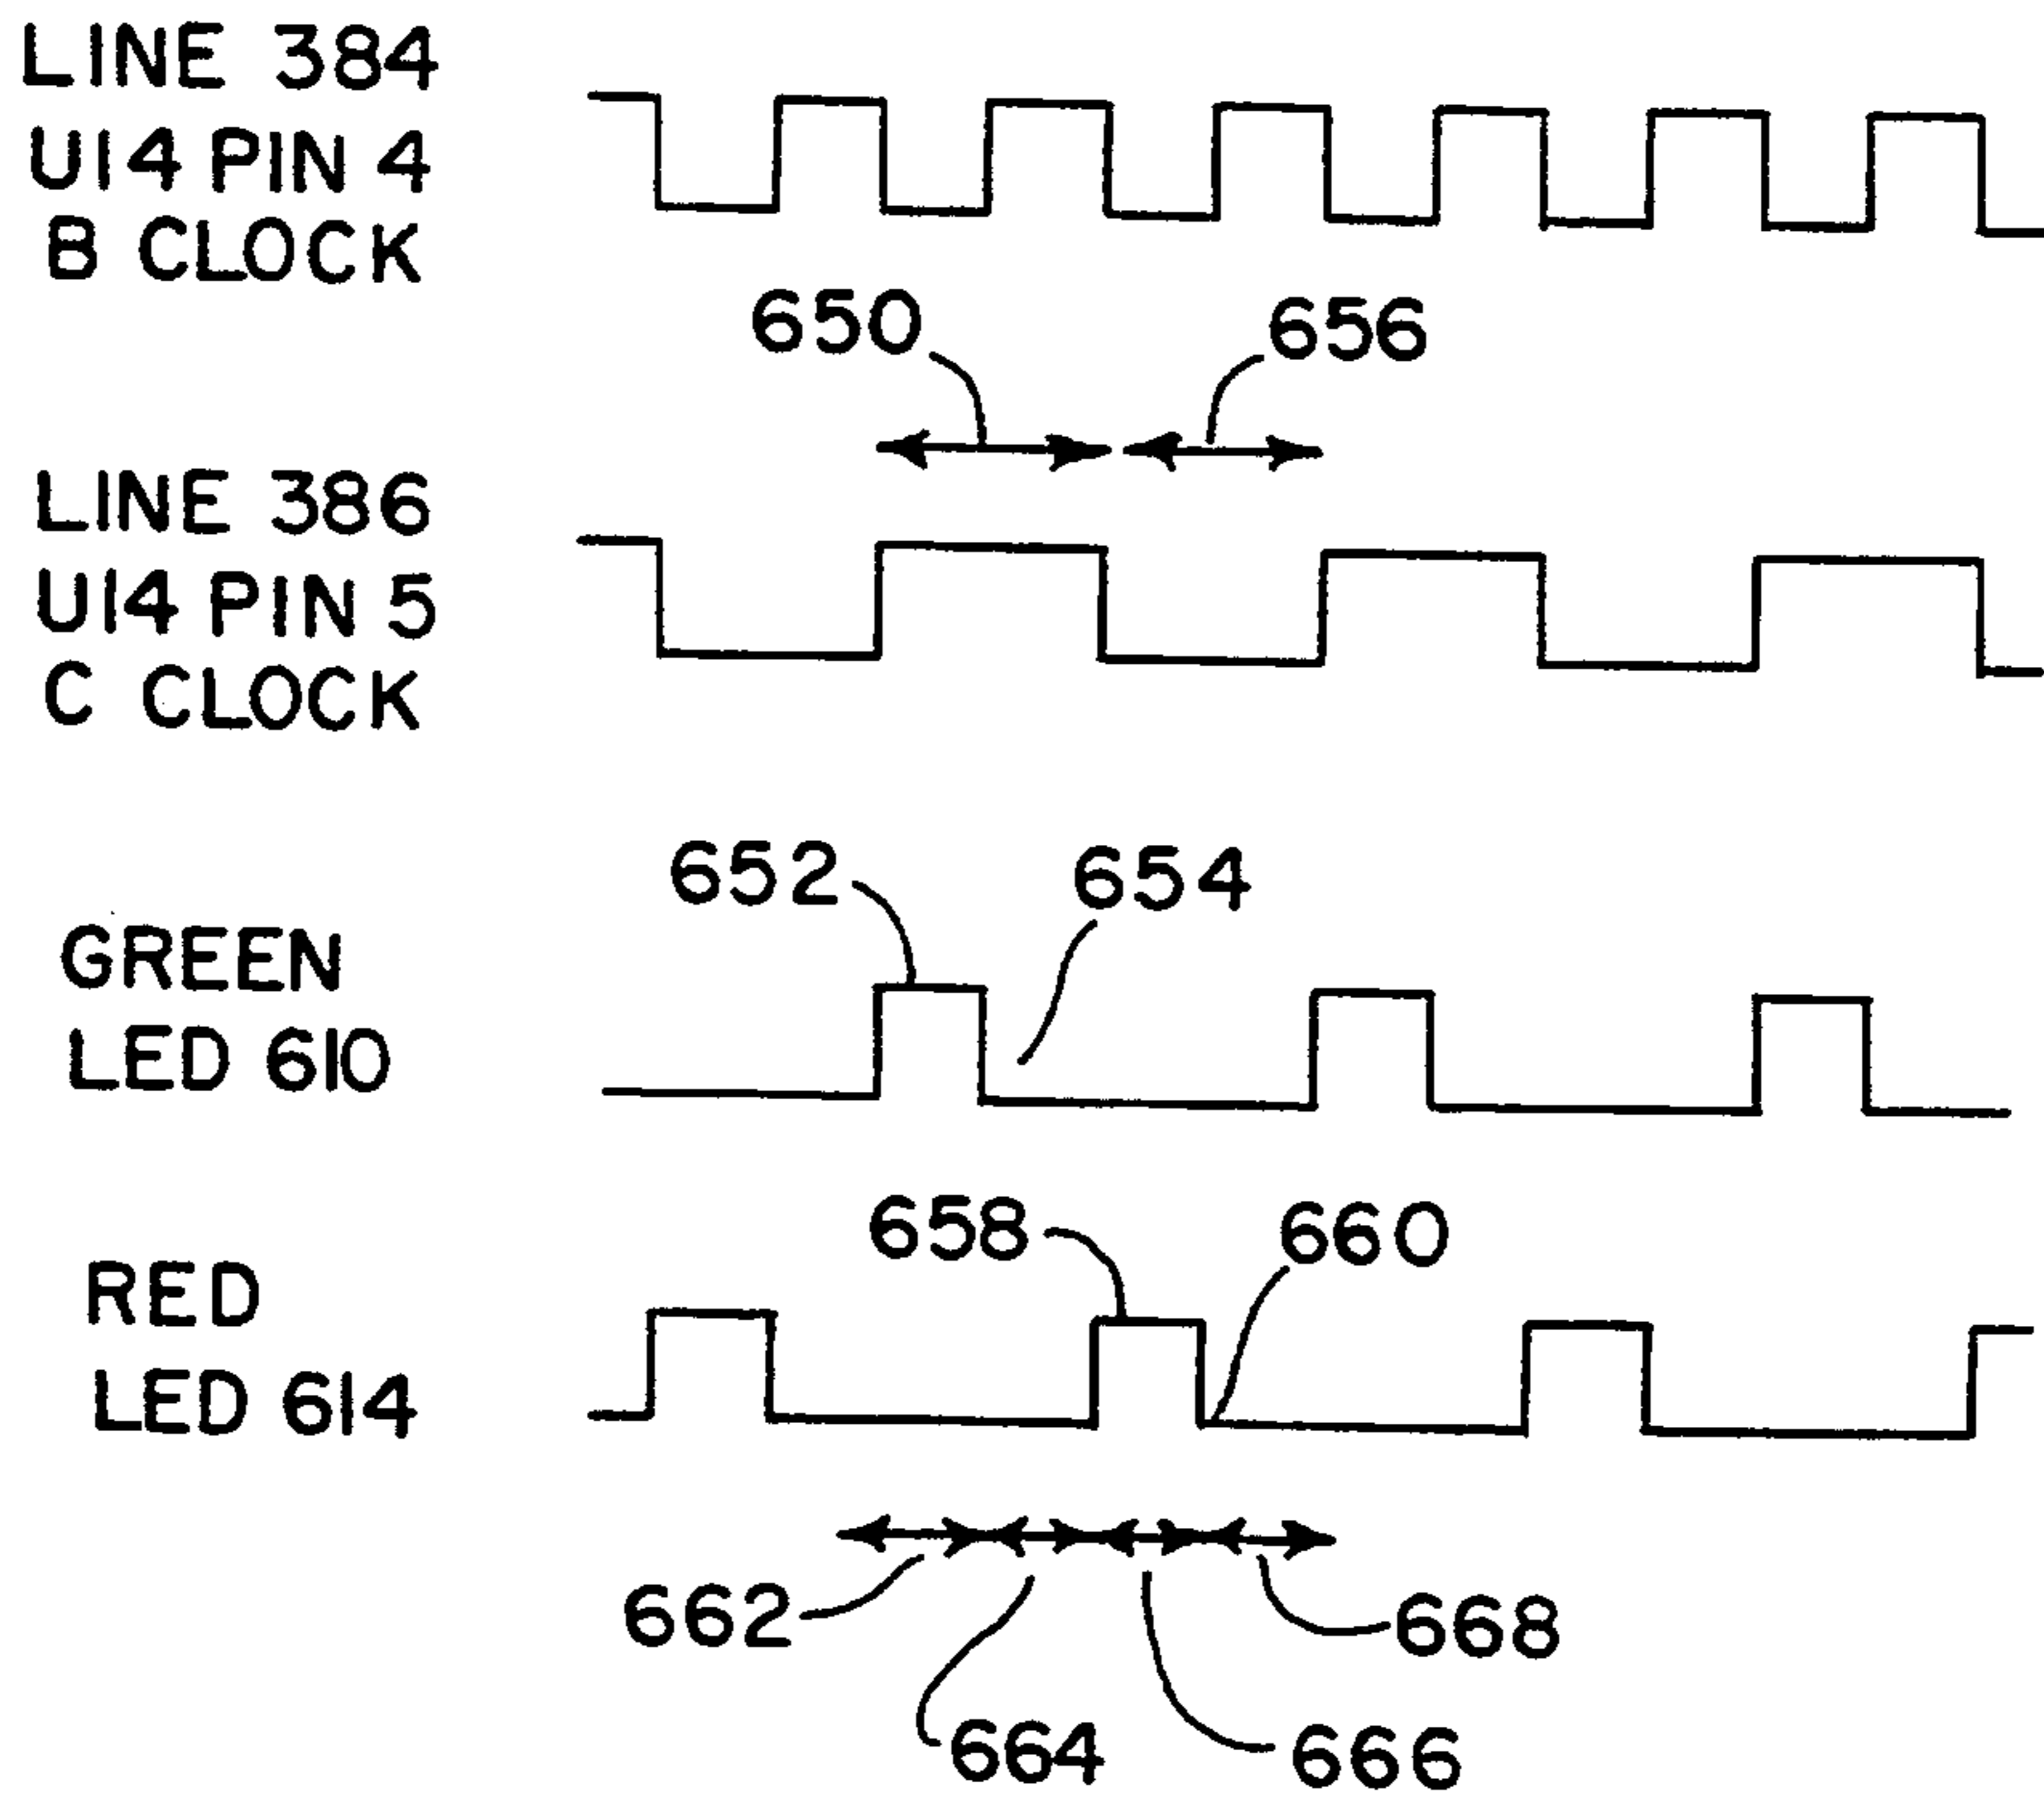 LINE 384
U14 PIN 4
B CLOCK
650
656
LINE 386
U14 PIN 5
C CLOCK
652
654
GREEN
LED 610
658
660
RED
LED 614
662
668
664
666